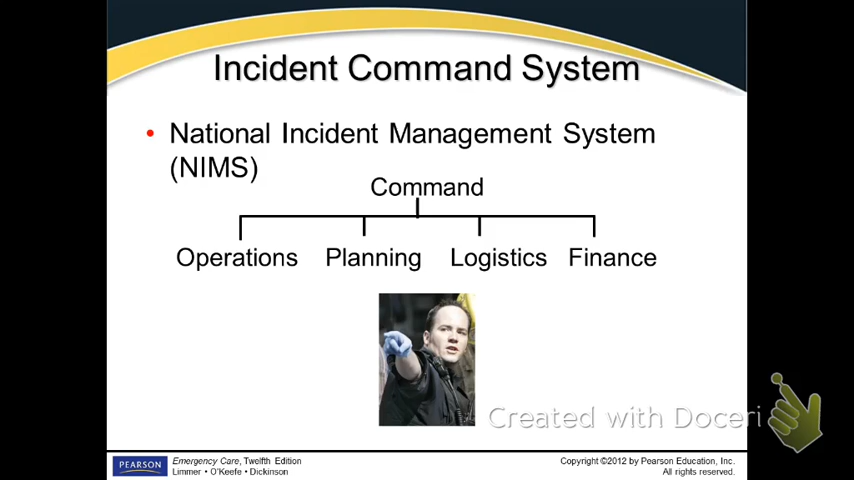 Incident Command System
• National Incident Management System
(NIMS)
Command
Operations Planning Logistics Finance
Created with Doceri
PEARSON
Emergency Care, Twelfth Edition
Limmer • O'Keefe • Dickinson
Copyright ©2012 by Pearson Education, Inc.
All rights reserved.